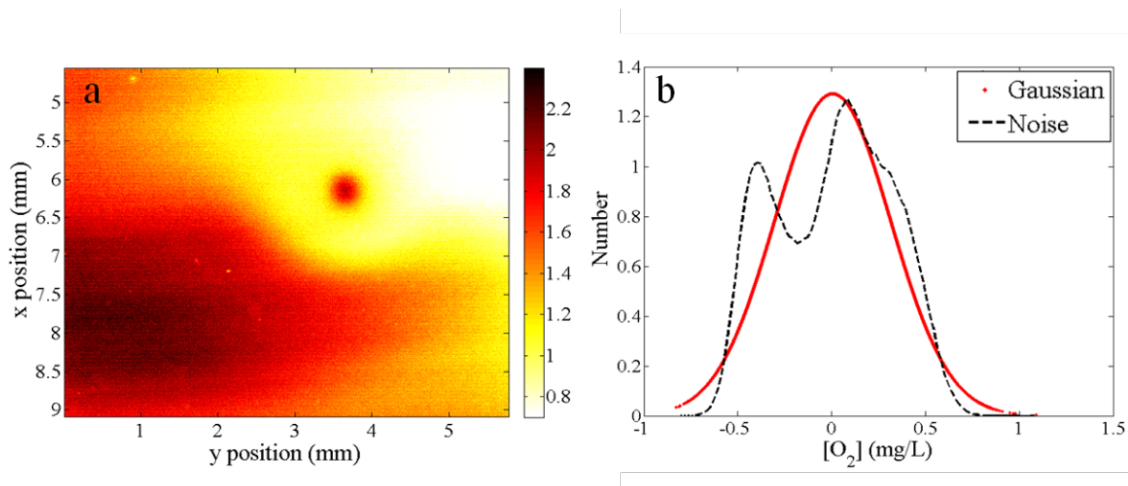 a
5
5.5
6
6.5
7
7.5
8
8.5
9
x position (mm)
1 2 3 4 5
y position (mm)
2.2
2
1.8
1.6
1.4
1.2
1
0.8
b
Gaussian
Noise
1.4
1.2
1
0.8
0.6
0.4
0.2
0
Number
-1 -0.5 0 0.5 1 1.5
[O2] (mg/L)